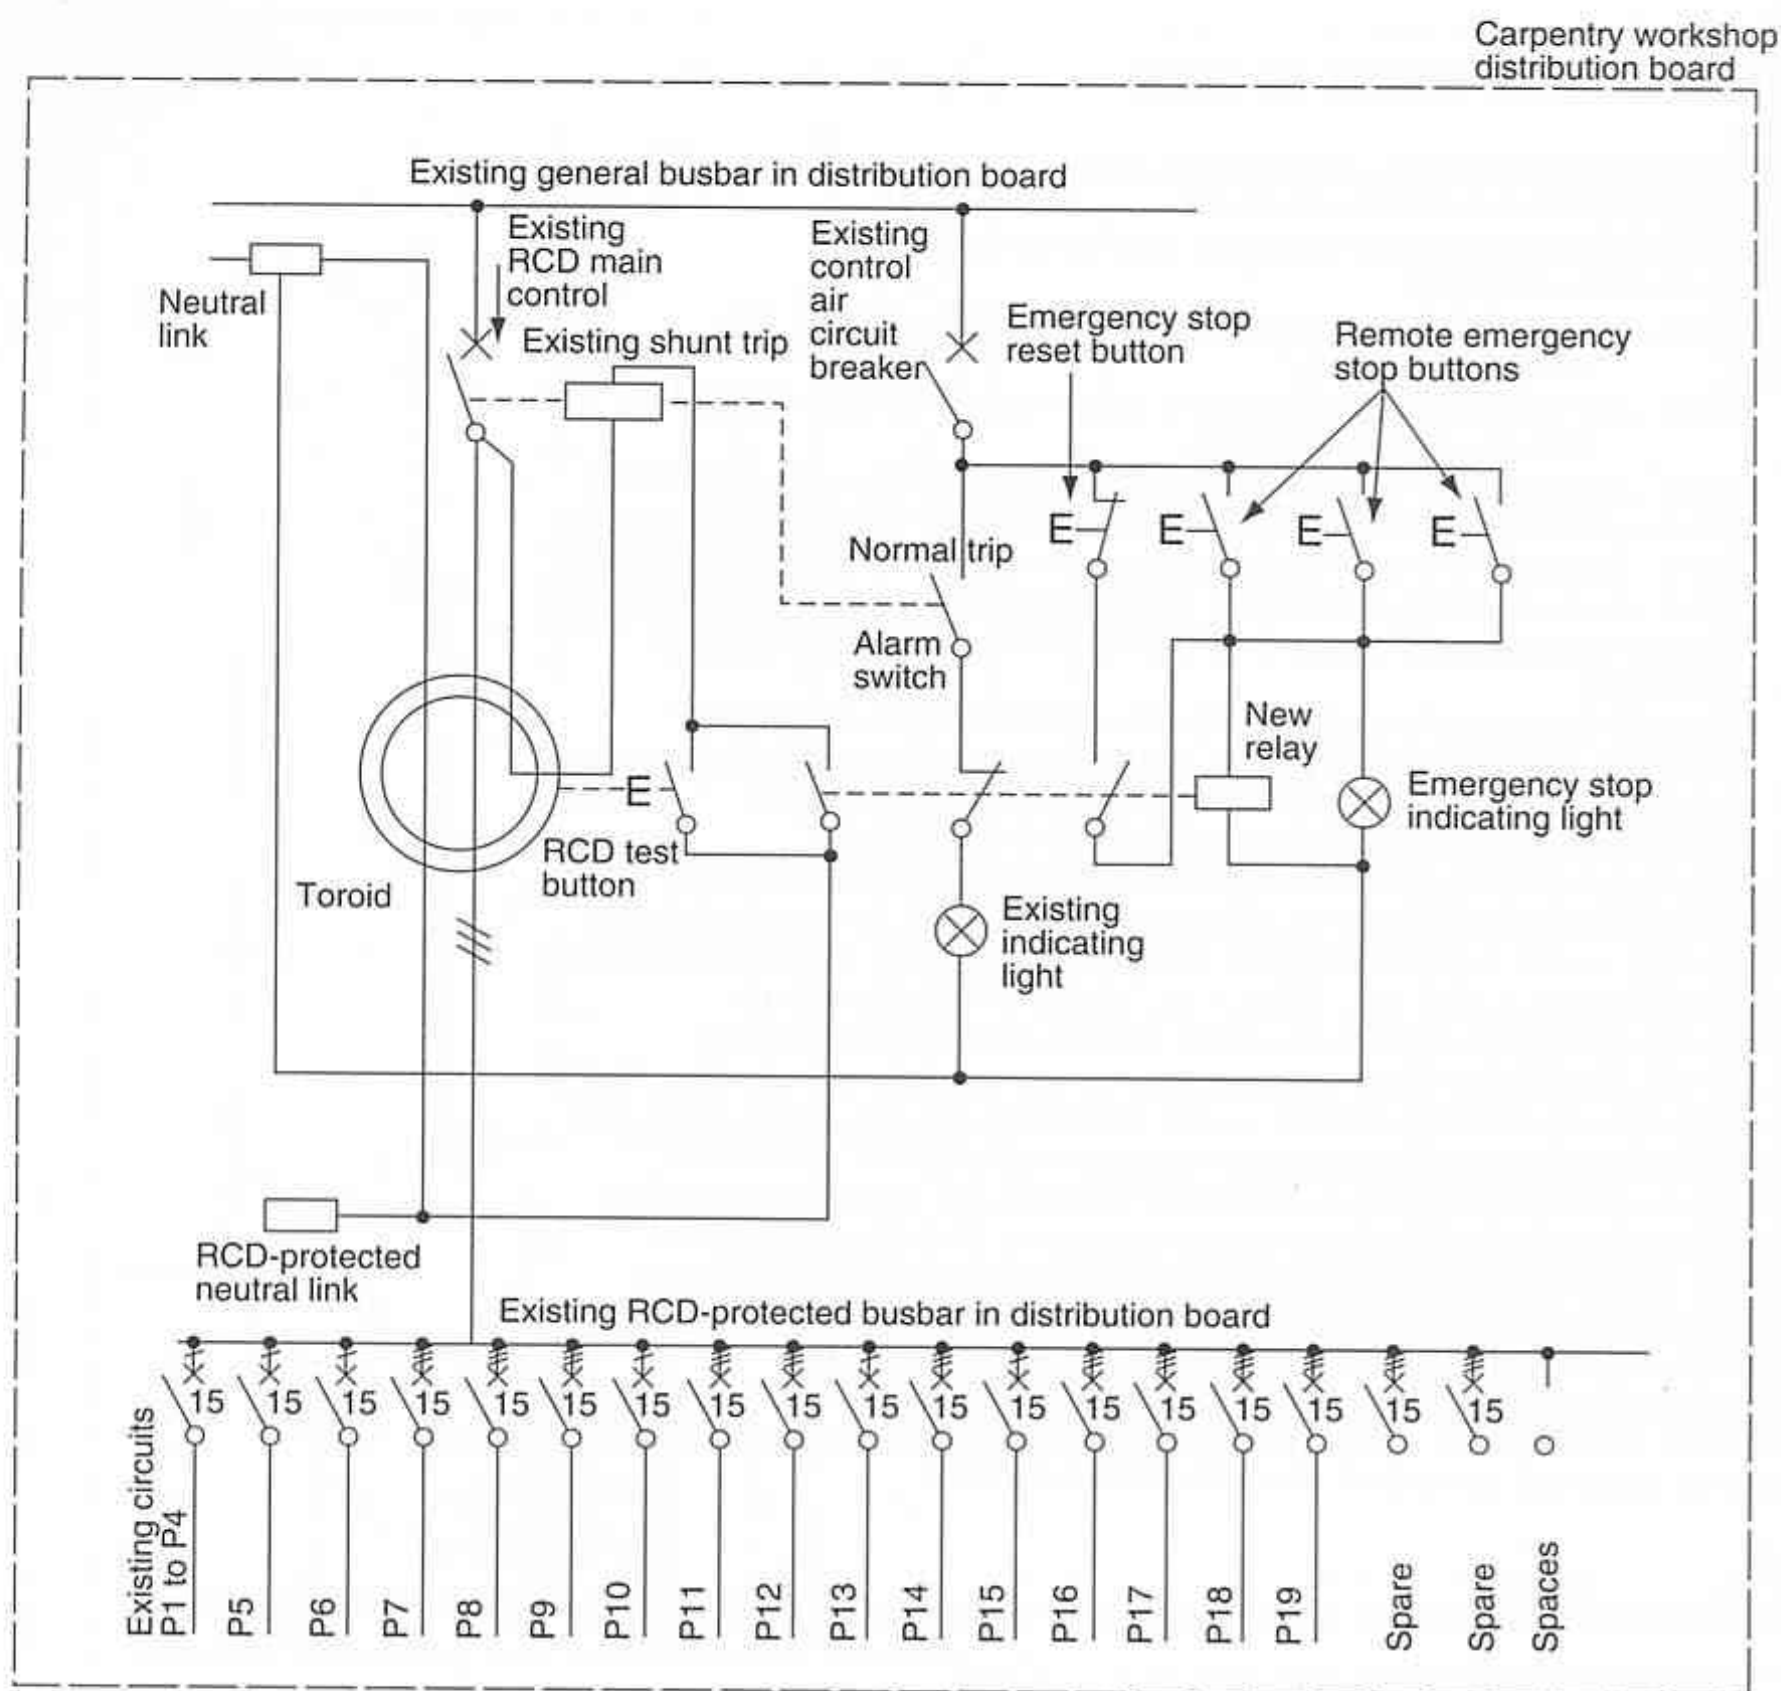 Carpentry workshop
distribution board
Existing general busbar in distribution board
Existing
RCD main
control
Existing
control
air
circuit
breaker
Neutral
link
Existing shunt trip
Emergency stop
reset button
Remote emergency
stop buttons
E
E
E
E
Normal trip
Alarm
switch
New
relay
E
Emergency stop
indicating light
RCD test
button
Toroid
Existing
indicating
light
RCD-protected
neutral link
Existing RCD-protected busbar in distribution board
15 15 15 15 15 15 15 15 15 15 15 15 15 15 15 15 15 15
Existing circuits
P1 to P4
P5
P6
P7
P8
P9
P10
P11
P12
P13
P14
P15
P16
P17
P18
P19
Spare
Spare
Spaces